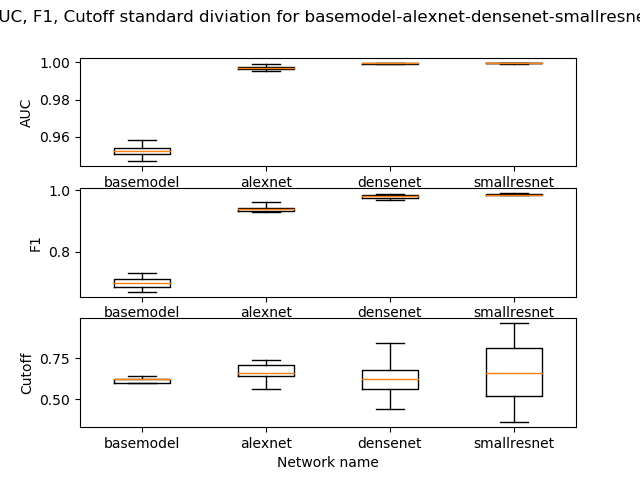 UC, F1, Cutoff standard diviation for basemodel-alexnet-densenet-smallresne
1.00
0.98
0.96
AUC
basemodel alexnet densenet smallresnet
1.0
0.8
F1
basemodel alexnet densenet smallresnet
0.75
0.50
Cutoff
basemodel alexnet densenet smallresnet
Network name